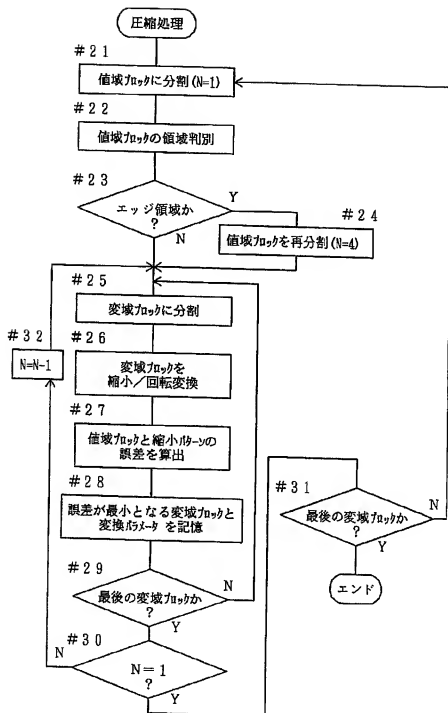 圧縮処理
#21
値域ブロックに分割(N=1)
#22
値域ブロックの領域判別
#23
エッジ領域か
?
Y
N
#24
値域ブロックを再分割(N=4)
#25
変域ブロックに分割
#32
N=N-1
#26
変域ブロックを
縮小/回転変換
#27
値域ブロックと縮小パターンの
誤差を算出
#28
誤差が最小となる変域ブロックと
変換パラメータ を記憶
#29
最後の変域ブロックか
?
N
Y
#30
N=1
?
N
Y
#31
最後の変域ブロックか
?
N
Y
エンド